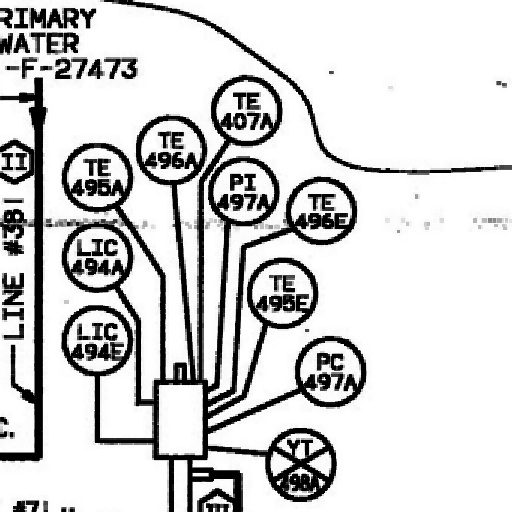 RIMARY
WATER
-F-27473
TE
407A
TE
496A
TE
495A
PI
497A
TE
496E
II
LIC
494A
TE
495E
LINE #381
LIC
494E
PC
497A
C.
YT
498A
III
#71